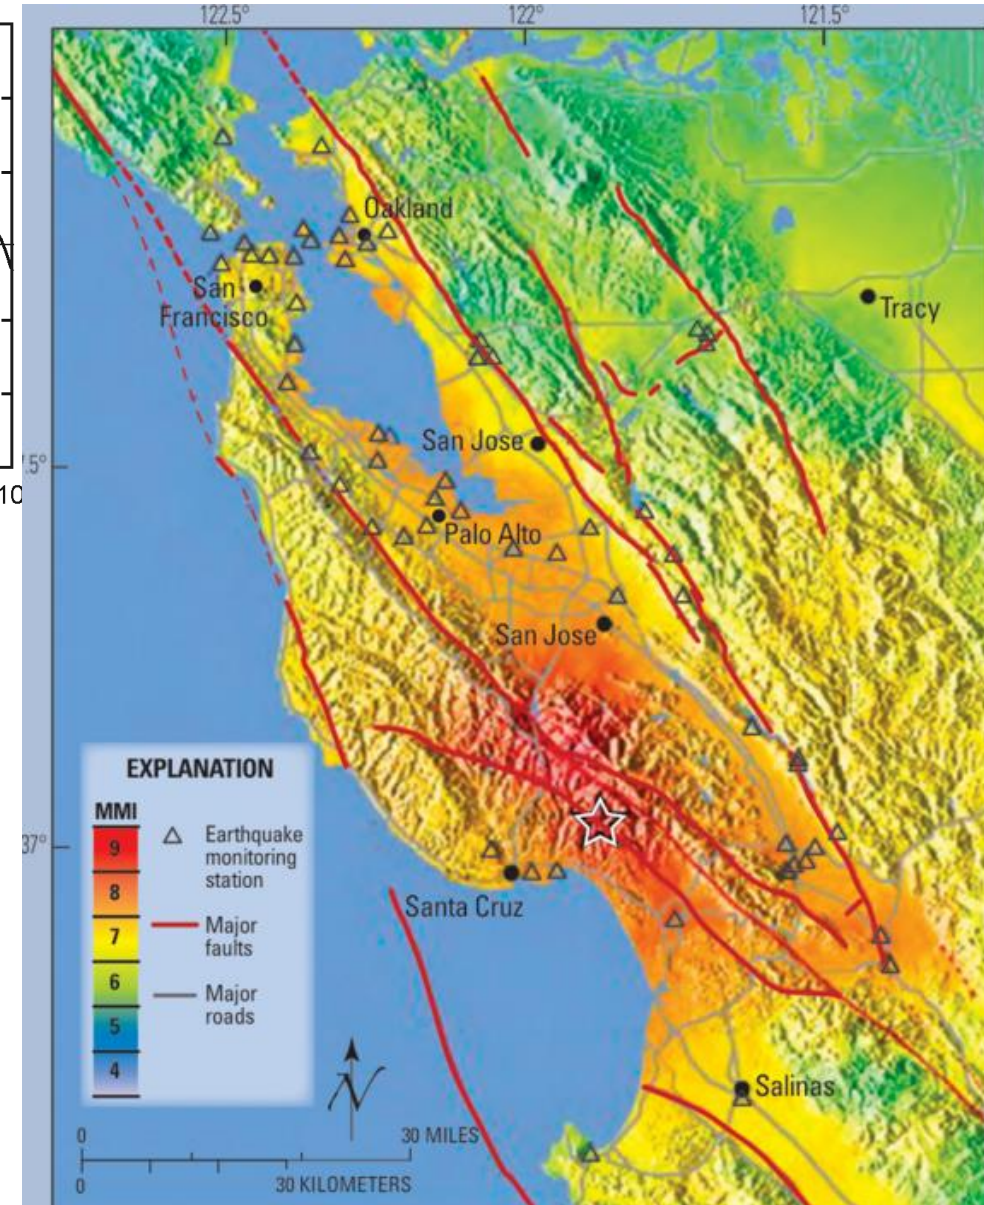 122.5° 122° 121.5°
Oakland
San
Francisco
Tracy
San Jose
.5°
10
Palo Alto
San Jose
EXPLANATION
MMI
9
8
7
6
5
4
Earthquake
monitoring
station
Major
faults
Major
roads
37°
Santa Cruz
Salinas
N
0 30 MILES
0 30 KILOMETERS